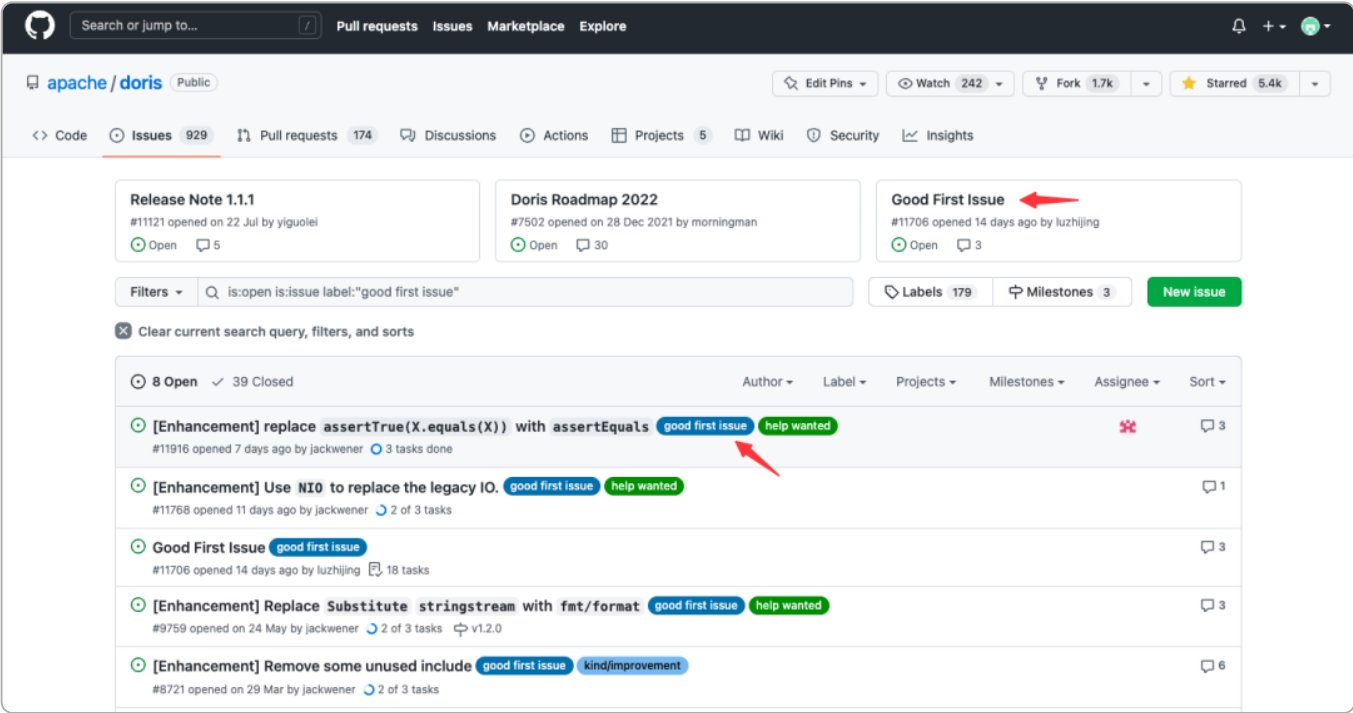 Search or jump to... / Pull requests Issues Marketplace Explore
apache / doris Public Edit Pins Watch 242 Fork 1.7k Starred 5.4k
Code Issues 929 Pull requests 174 Discussions Actions Projects 5 Wiki Security Insights
Release Note 1.1.1
#11121 opened on 22 Jul by yiguolei
Open 5
Doris Roadmap 2022
#7502 opened on 28 Dec 2021 by morningman
Open 30
Good First Issue
#11706 opened 14 days ago by luzhijing
Open 3
Filters is:open is:issue label:"good first issue" Labels 179 Milestones 3 New issue
Clear current search query, filters, and sorts
8 Open 39 Closed Author Label Projects Milestones Assignee Sort
[Enhancement] replace assertTrue(X.equals(X)) with assertEquals good first issue help wanted 3
#11916 opened 7 days ago by jackwener 3 tasks done
[Enhancement] Use NIO to replace the legacy IO. good first issue help wanted 1
#11768 opened 11 days ago by jackwener 2 of 3 tasks
Good First Issue good first issue 3
#11706 opened 14 days ago by luzhijing 18 tasks
[Enhancement] Replace Substitute stringstream with fmt/format good first issue help wanted 3
#9759 opened on 24 May by jackwener 2 of 3 tasks v1.2.0
[Enhancement] Remove some unused include good first issue kind/improvement 6
#8721 opened on 29 Mar by jackwener 2 of 3 tasks